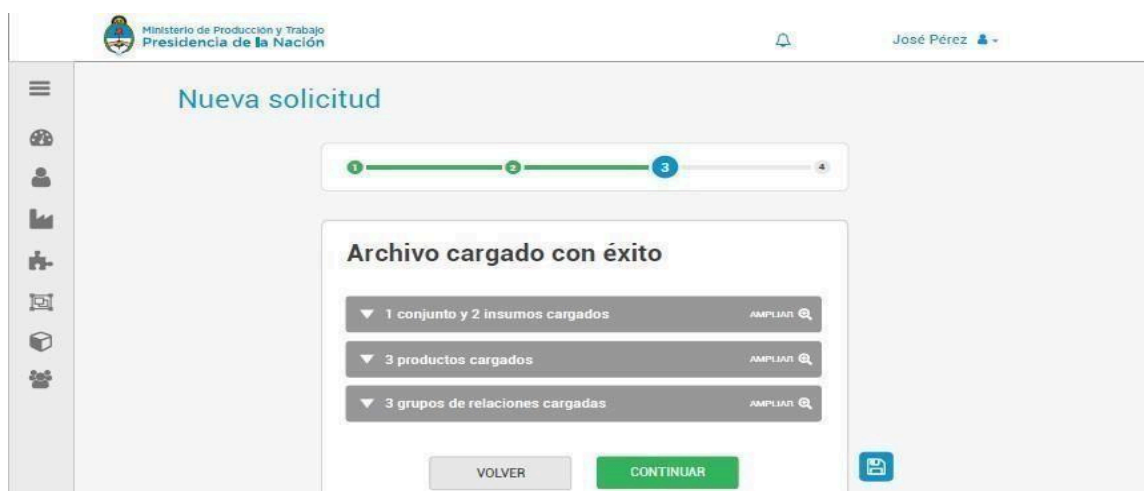 Ministerio de Producción y Trabajo
Presidencia de la Nación
José Pérez
Nueva solicitud
1 2 3 4
Archivo cargado con éxito
1 conjunto y 2 insumos cargados AMPLIAR
3 productos cargados AMPLIAR
3 grupos de relaciones cargadas AMPLIAR
VOLVER CONTINUAR